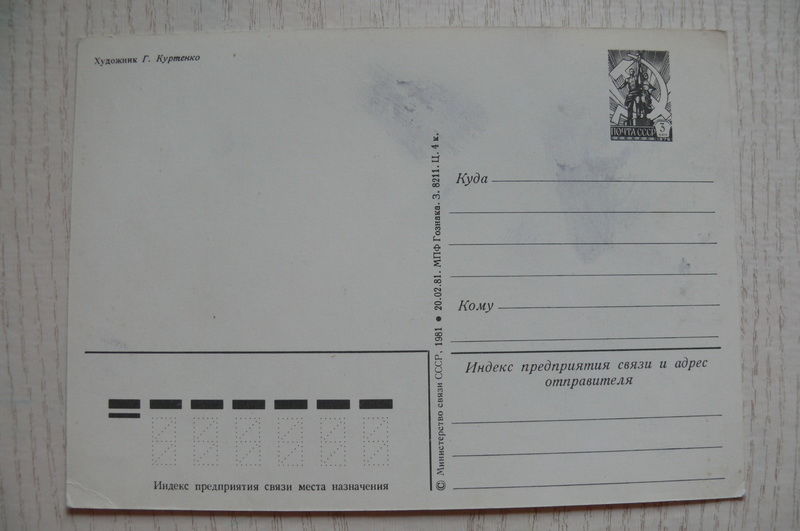 Художник Г. Куртенко
ПОЧТА СССР
3
© Министерство связи СССР, 1981 ● 20.02.81. МПФ Гознака. З. 8211. Ц. 4 к.
Куда
Кому
Индекс предприятия связи и адрес
отправителя
Индекс предприятия связи места назначения